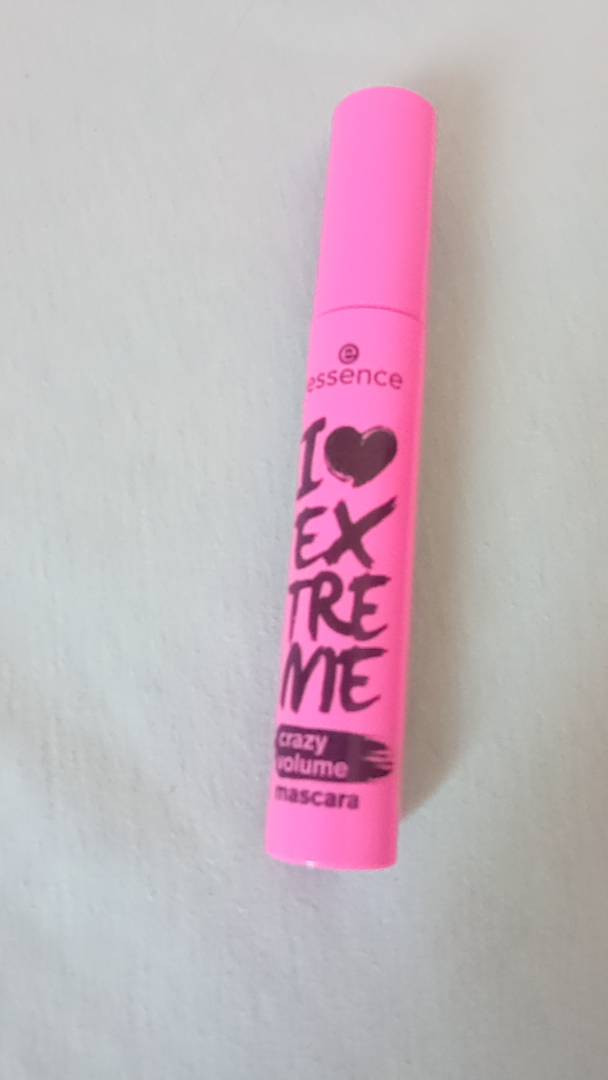 e
essence
I
EX
TRE
ME
crazy
volume
mascara